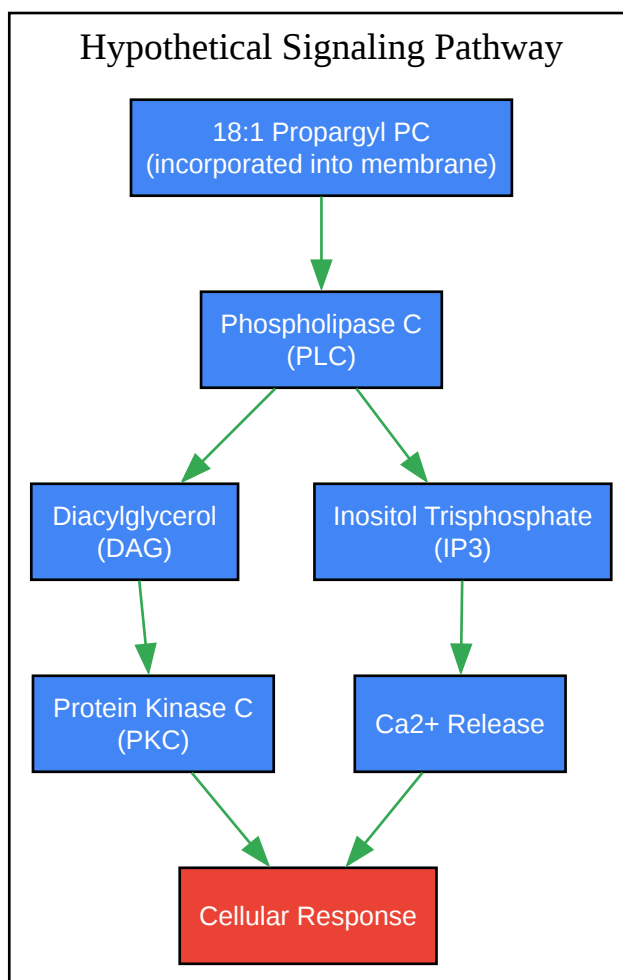 Hypothetical Signaling Pathway
18:1 Propargyl PC
(incorporated into membrane)
Phospholipase C
(PLC)
Diacylglycerol
(DAG)
Inositol Trisphosphate
(IP3)
Protein Kinase C
(PKC)
Ca2+ Release
Cellular Response